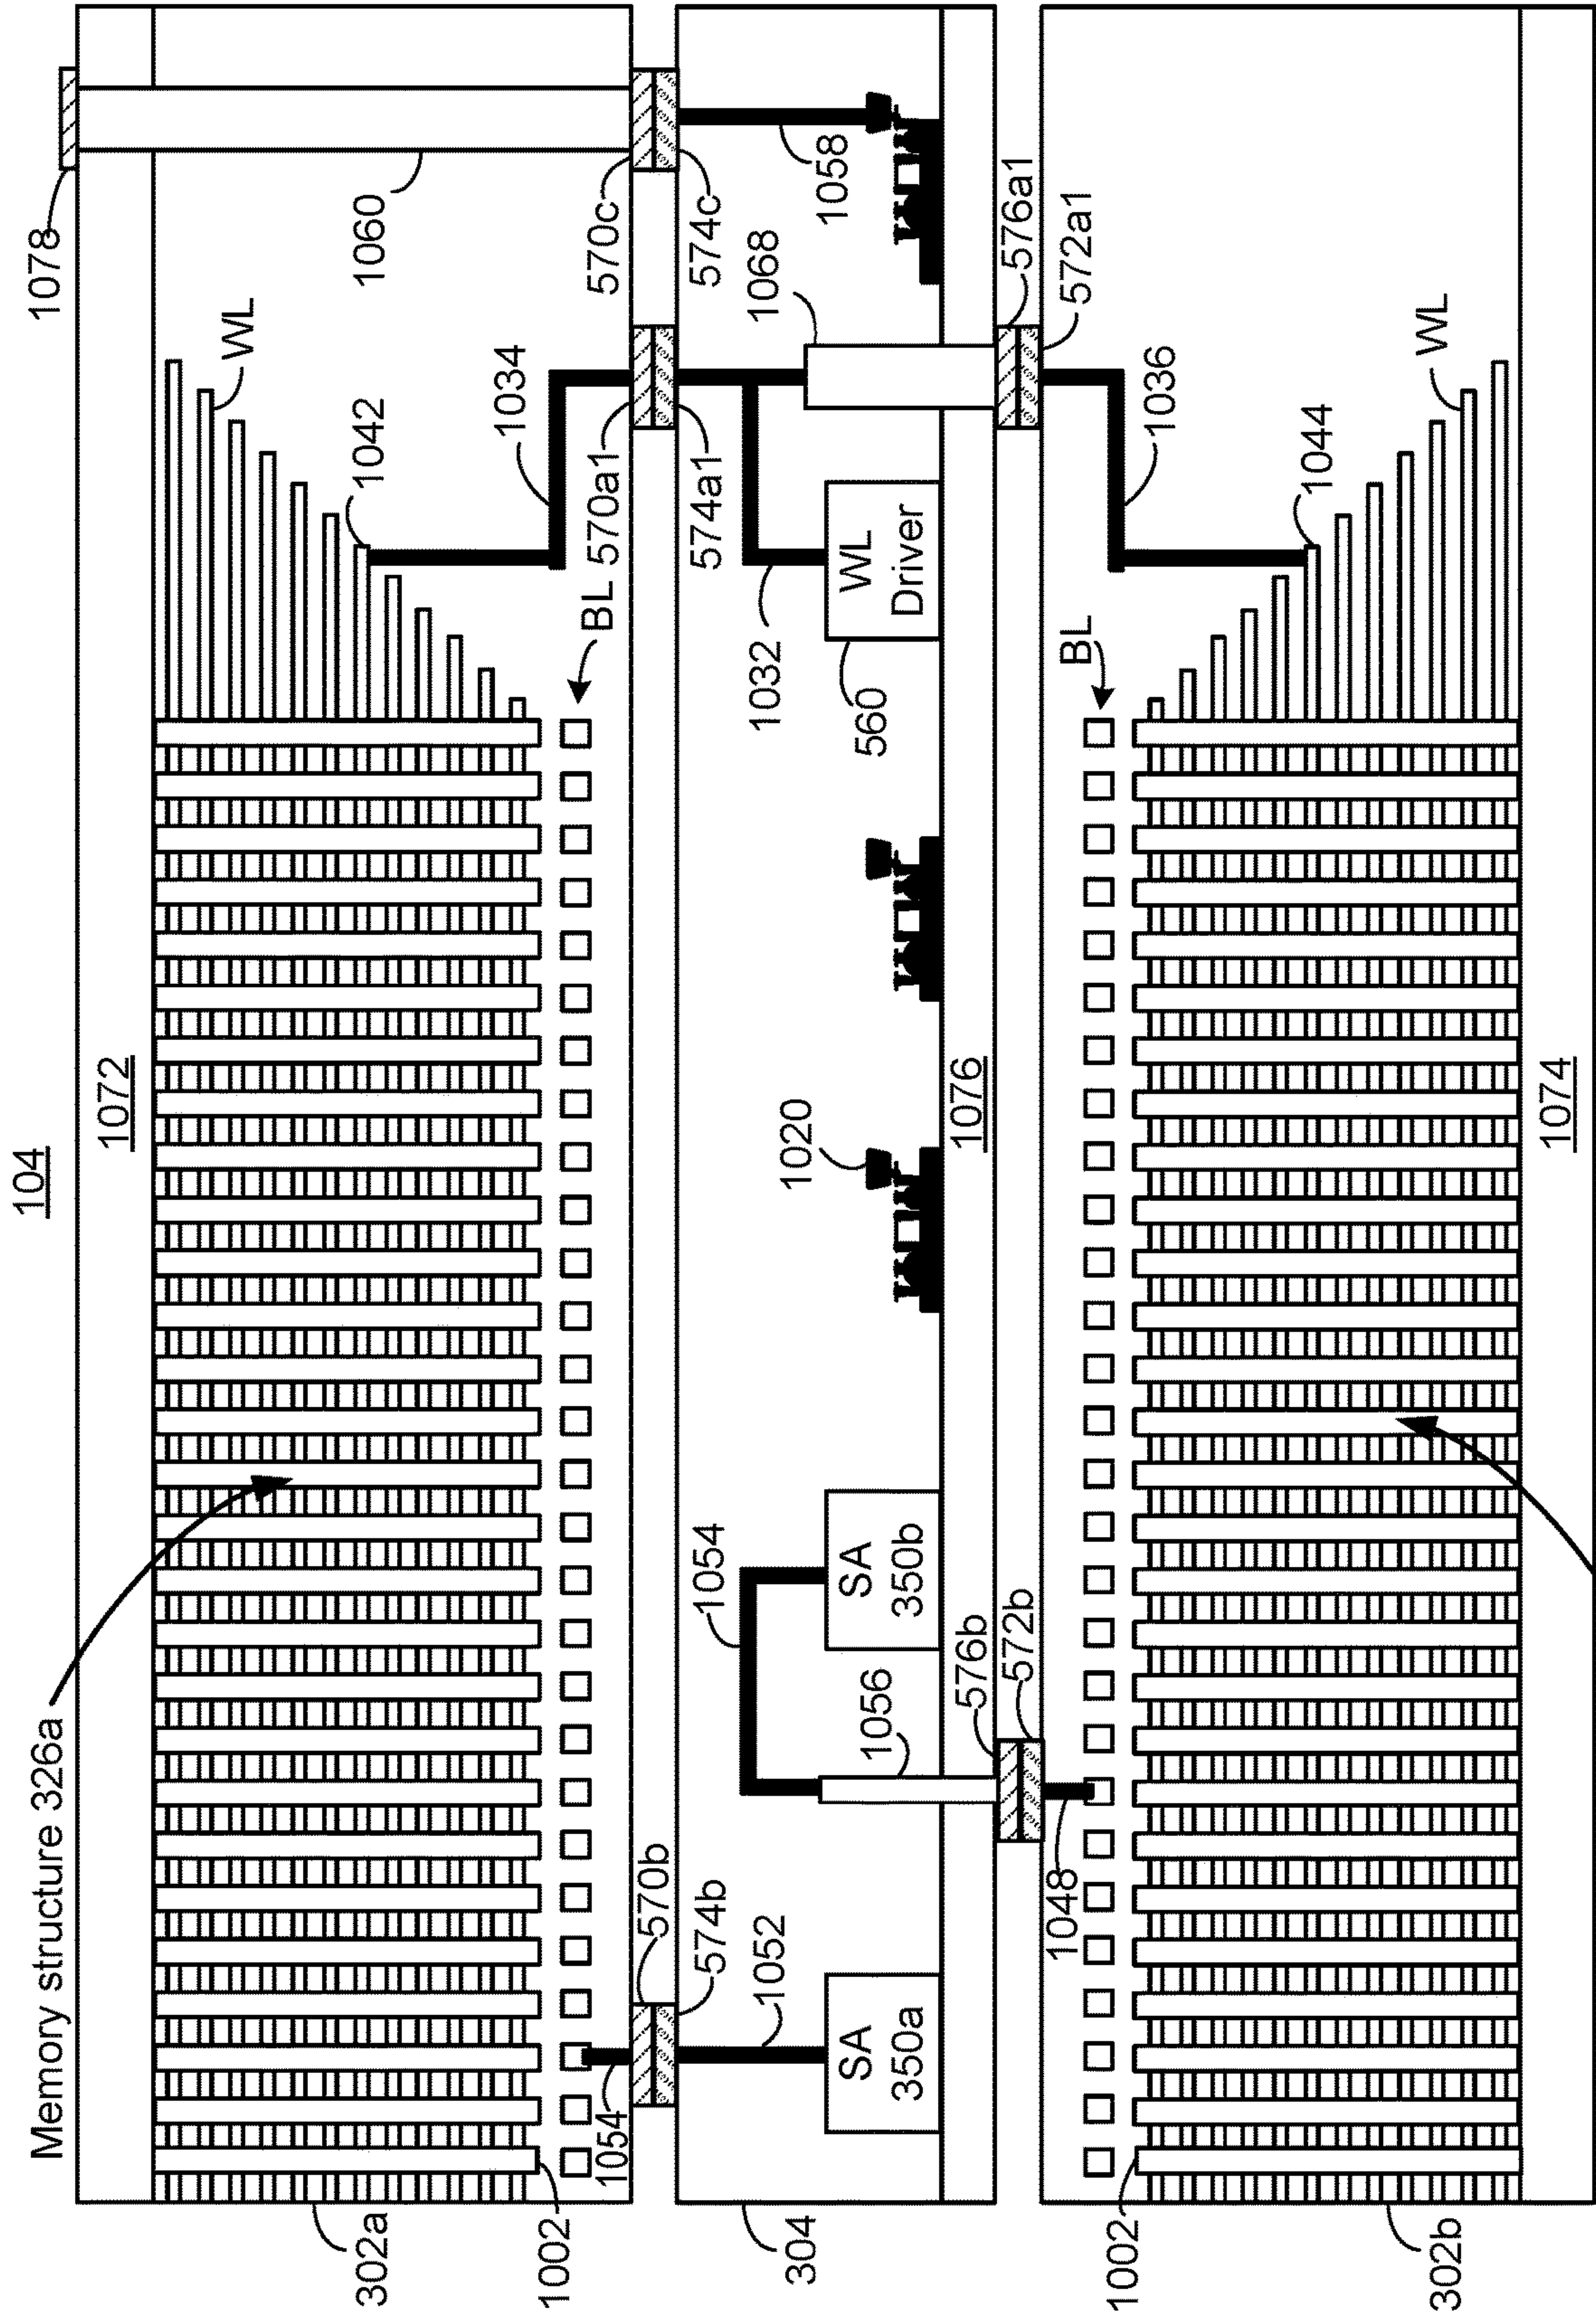 104
Memory structure 326a
1072
1078
302a
WL
1060
1042
1034
1002
BL
1054
570b
570a1
570c
574b
574a1
574c
304
1052
1054
1032
1068
1058
1020
SA
350a
SA
350b
WL
Driver
560
1056
1076
576b
572b
576a1
572a1
1048
BL
1036
1002
1044
WL
302b
1074